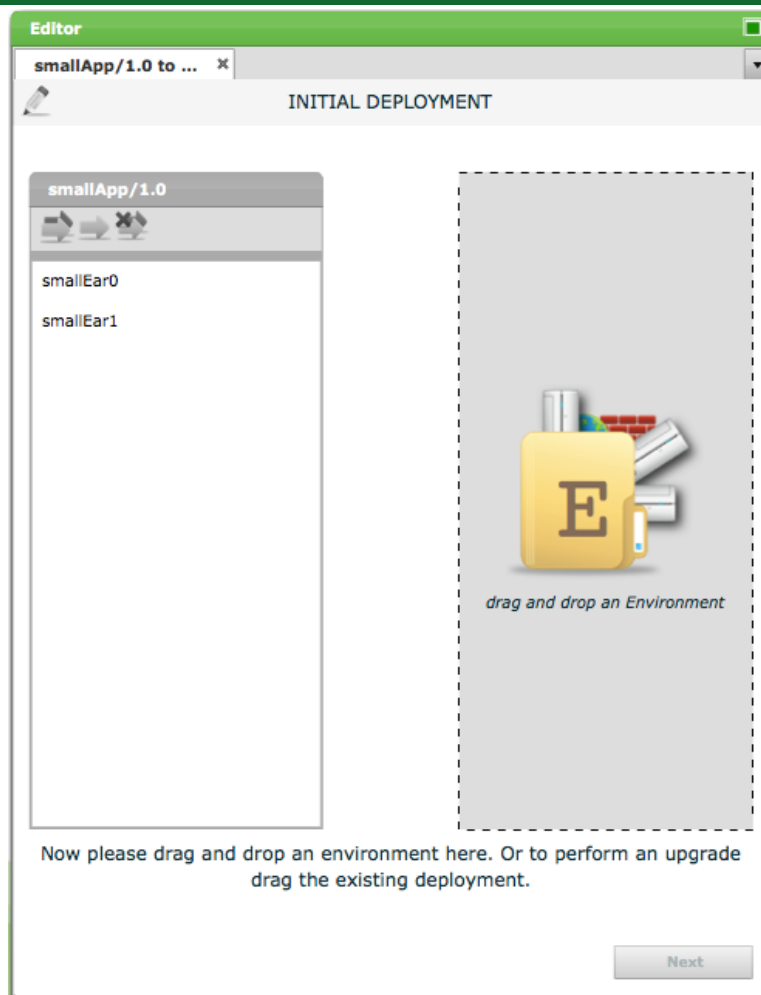 Editor
smallApp/1.0 to ...
INITIAL DEPLOYMENT
smallApp/1.0
smallEar0
smallEar1
E
drag and drop an Environment
Now please drag and drop an environment here. Or to perform an upgrade
drag the existing deployment.
Next